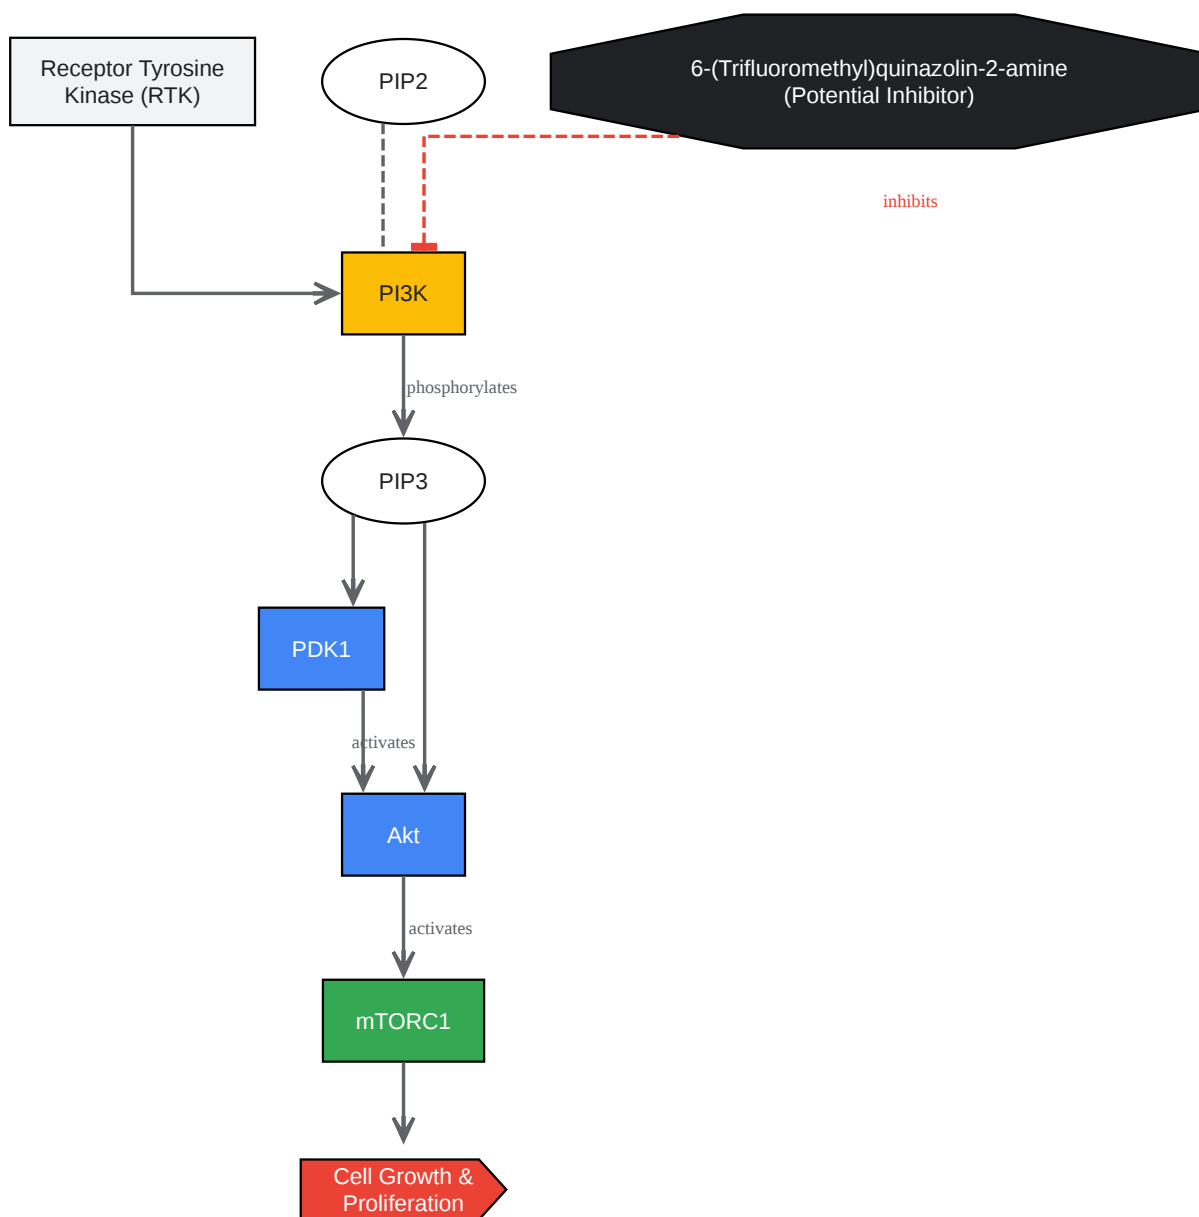 Receptor Tyrosine
Kinase (RTK)
PIP2
6-(Trifluoromethyl)quinazolin-2-amine
(Potential Inhibitor)
inhibits
PI3K
phosphorylates
PIP3
PDK1
activates
Akt
activates
mTORC1
Cell Growth &
Proliferation